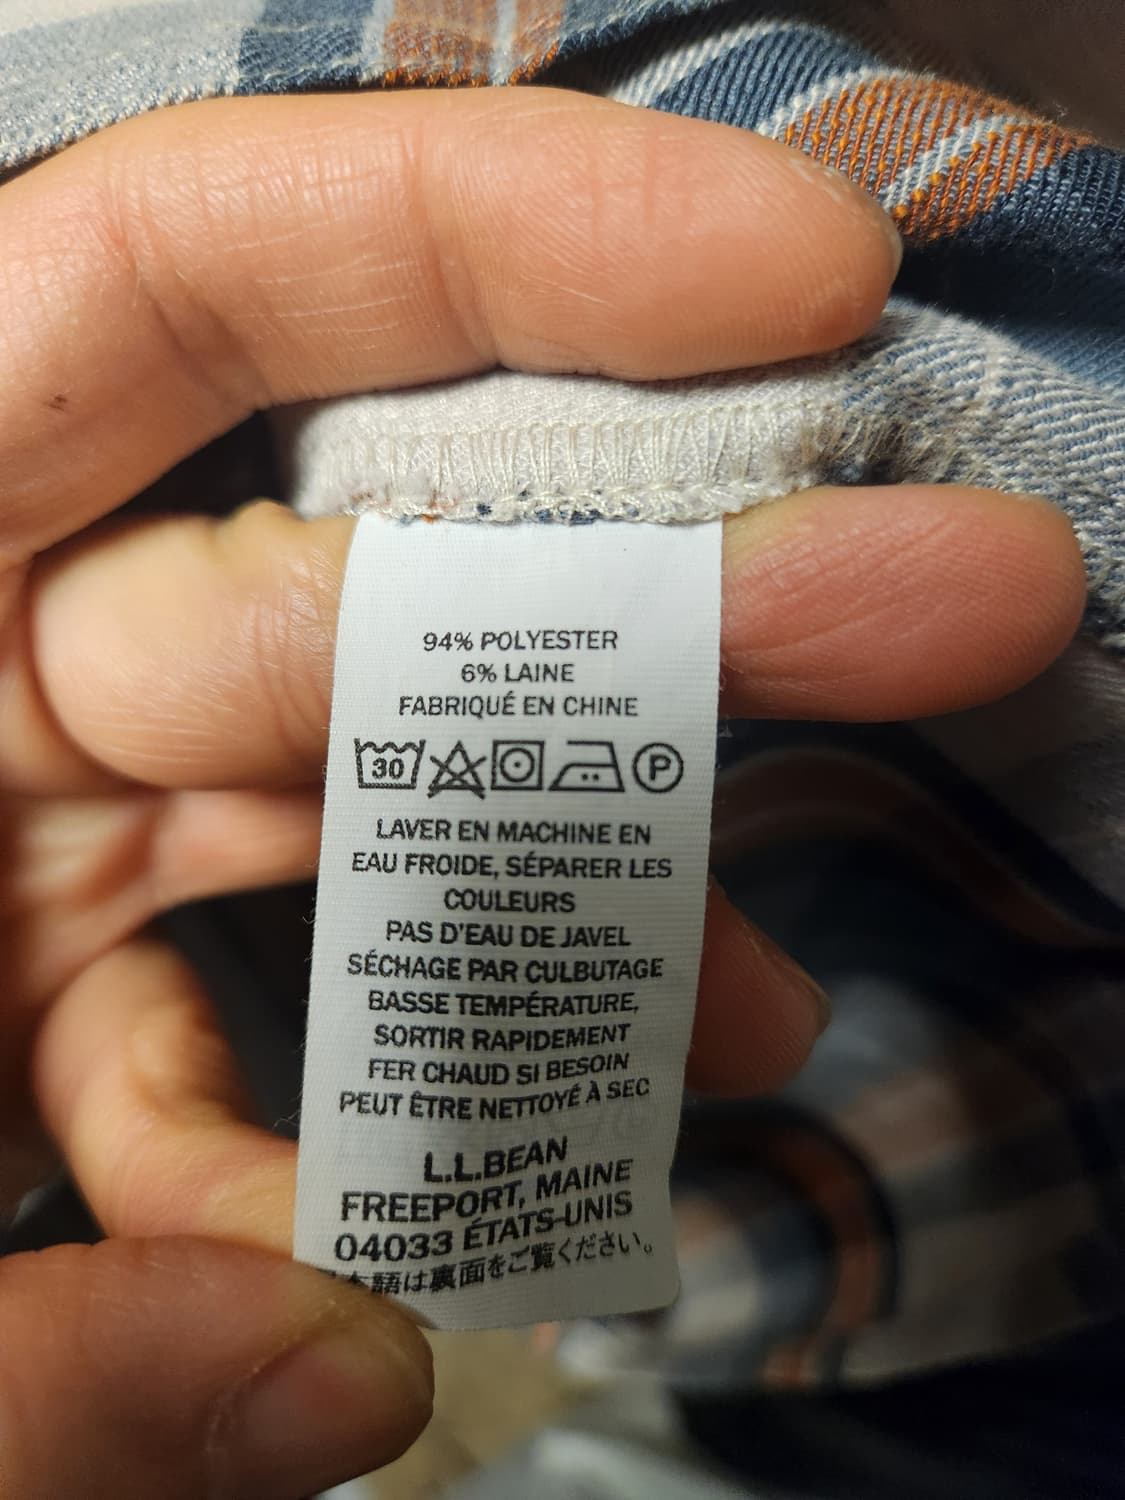 94% POLYESTER
6% LAINE
FABRIQUÉ EN CHINE
30 P
LAVER EN MACHINE EN
EAU FROIDE, SÉPARER LES
COULEURS
PAS D'EAU DE JAVEL
SÉCHAGE PAR CULBUTAGE
BASSE TEMPÉRATURE,
SORTIR RAPIDEMENT
FER CHAUD SI BESOIN
PEUT ÊTRE NETTOYÉ À SEC
L.L.BEAN
FREEPORT, MAINE
04033 ÉTATS-UNIS
本語は裏面をご覧ください。